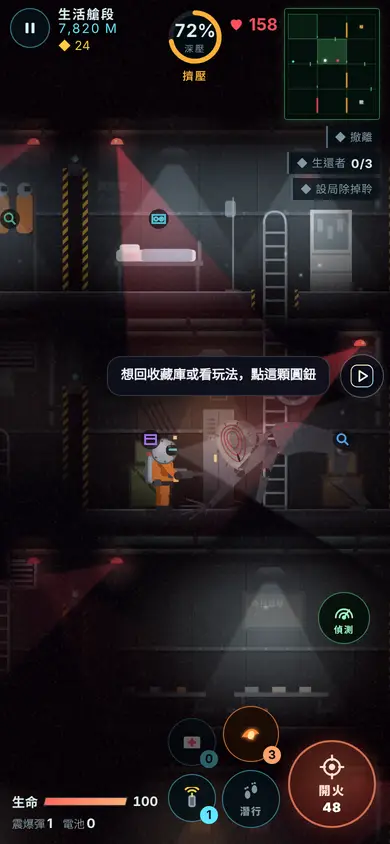 生活艙段
7,820 M
24
72%
深壓
擠壓
158
撤離
生還者 0/3
設局除掉聆
想回收藏庫或看玩法，點這顆圓鈕
偵測
0
3
1
潛行
開火
48
生命 100
震爆彈1 電池0